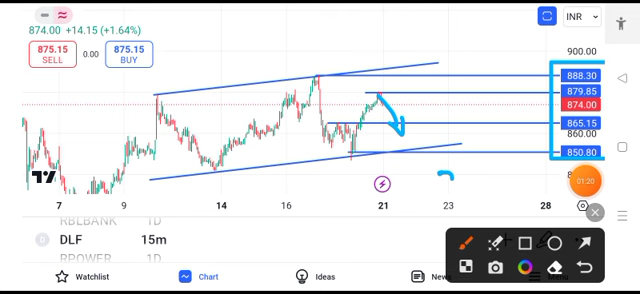 874.00 +14.15 (+1.64%)
INR
875.15
SELL
0.00
875.15
BUY
900.00
888.30
879.85
874.00
865.15
860.00
850.80
01:20
7
9
14
16
21
23
28
RBLBANK 1D
D DLF 15m
RPOWER 1D
Watchlist
Chart
Ideas
News
Menu